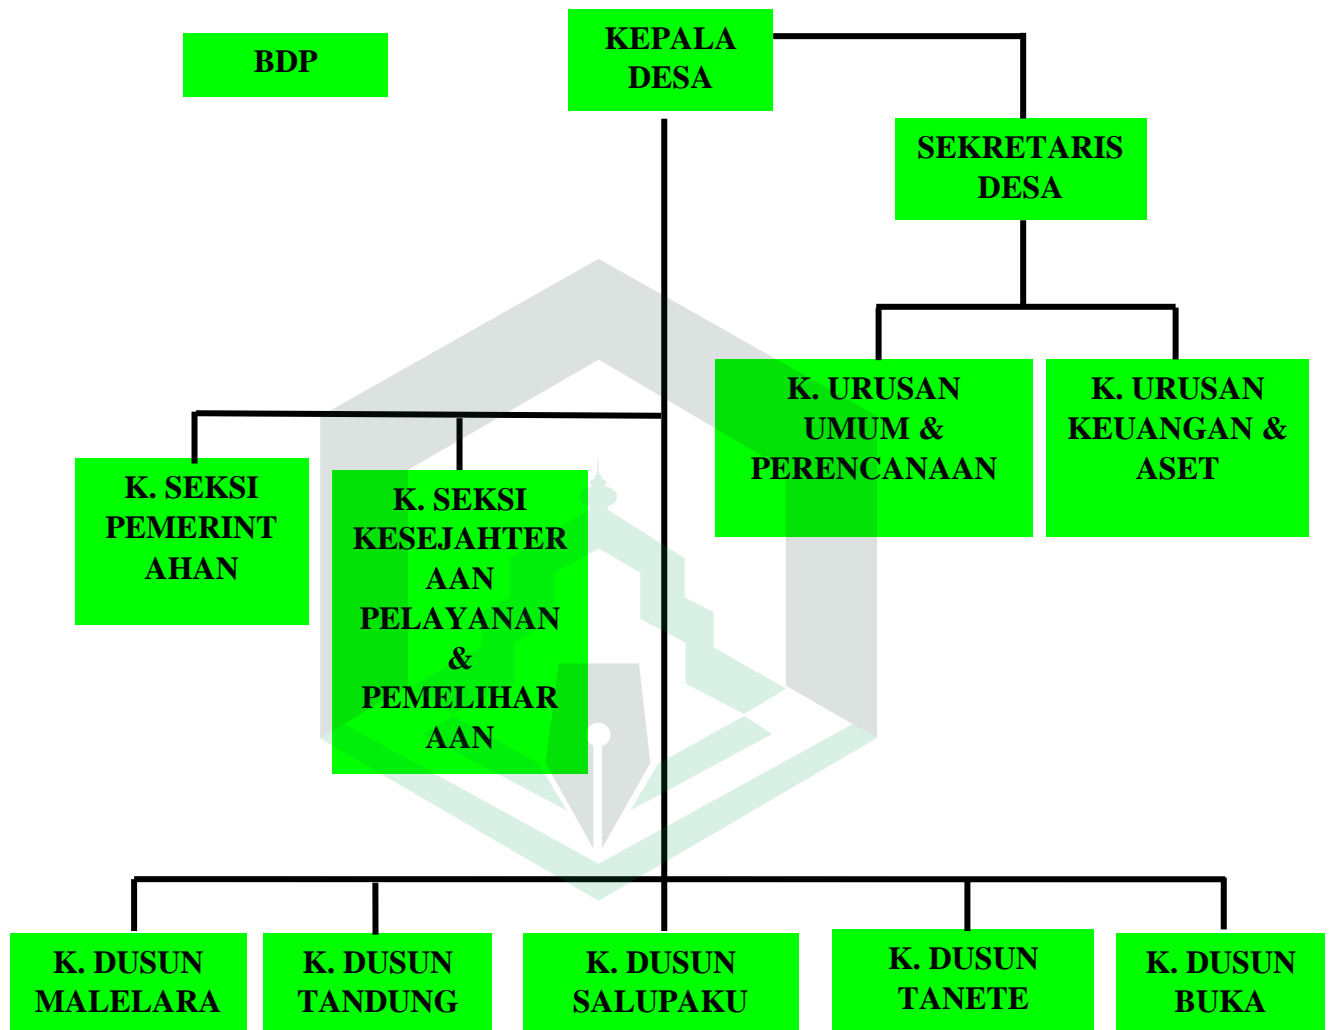 BDP
KEPALA
DESA
SEKRETARIS
DESA
K. URUSAN
UMUM &
PERENCANAAN
K. URUSAN
KEUANGAN &
ASET
K. SEKSI
PEMERINT
AHAN
K. SEKSI
KESEJAHTER
AAN
PELAYANAN
&
PEMELIHAR
AAN
K. DUSUN
MALELARA
K. DUSUN
TANDUNG
K. DUSUN
SALUPAKU
K. DUSUN
TANETE
K. DUSUN
BUKA